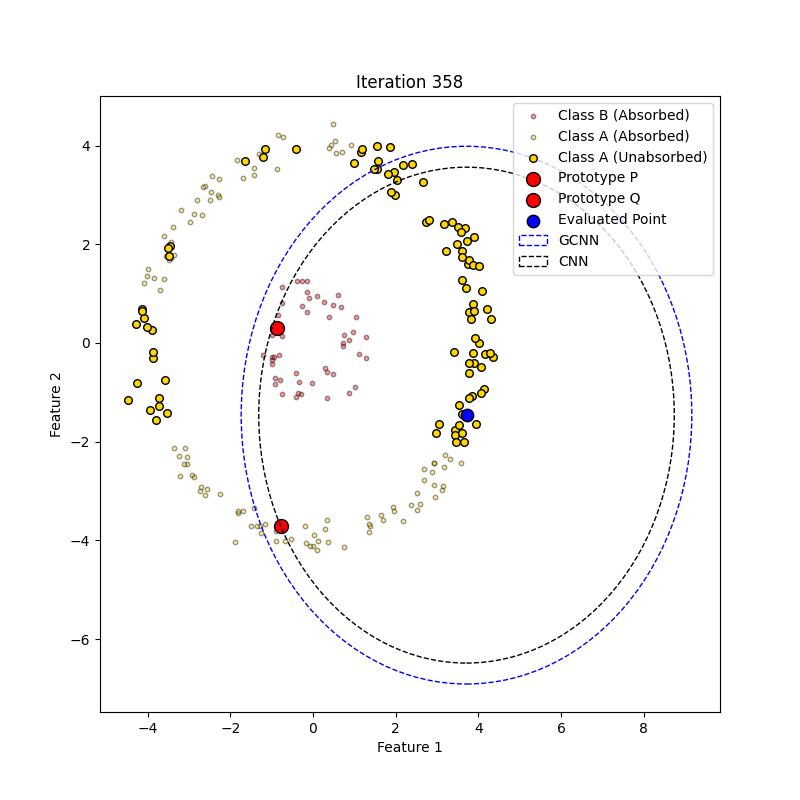 Iteration 358
Class B (Absorbed)
Class A (Absorbed)
Class A (Unabsorbed)
Prototype P
Prototype Q
Evaluated Point
GCNN
CNN
Feature 2
4
2
0
−2
−4
−6
−4
−2
0
2
4
6
8
Feature 1